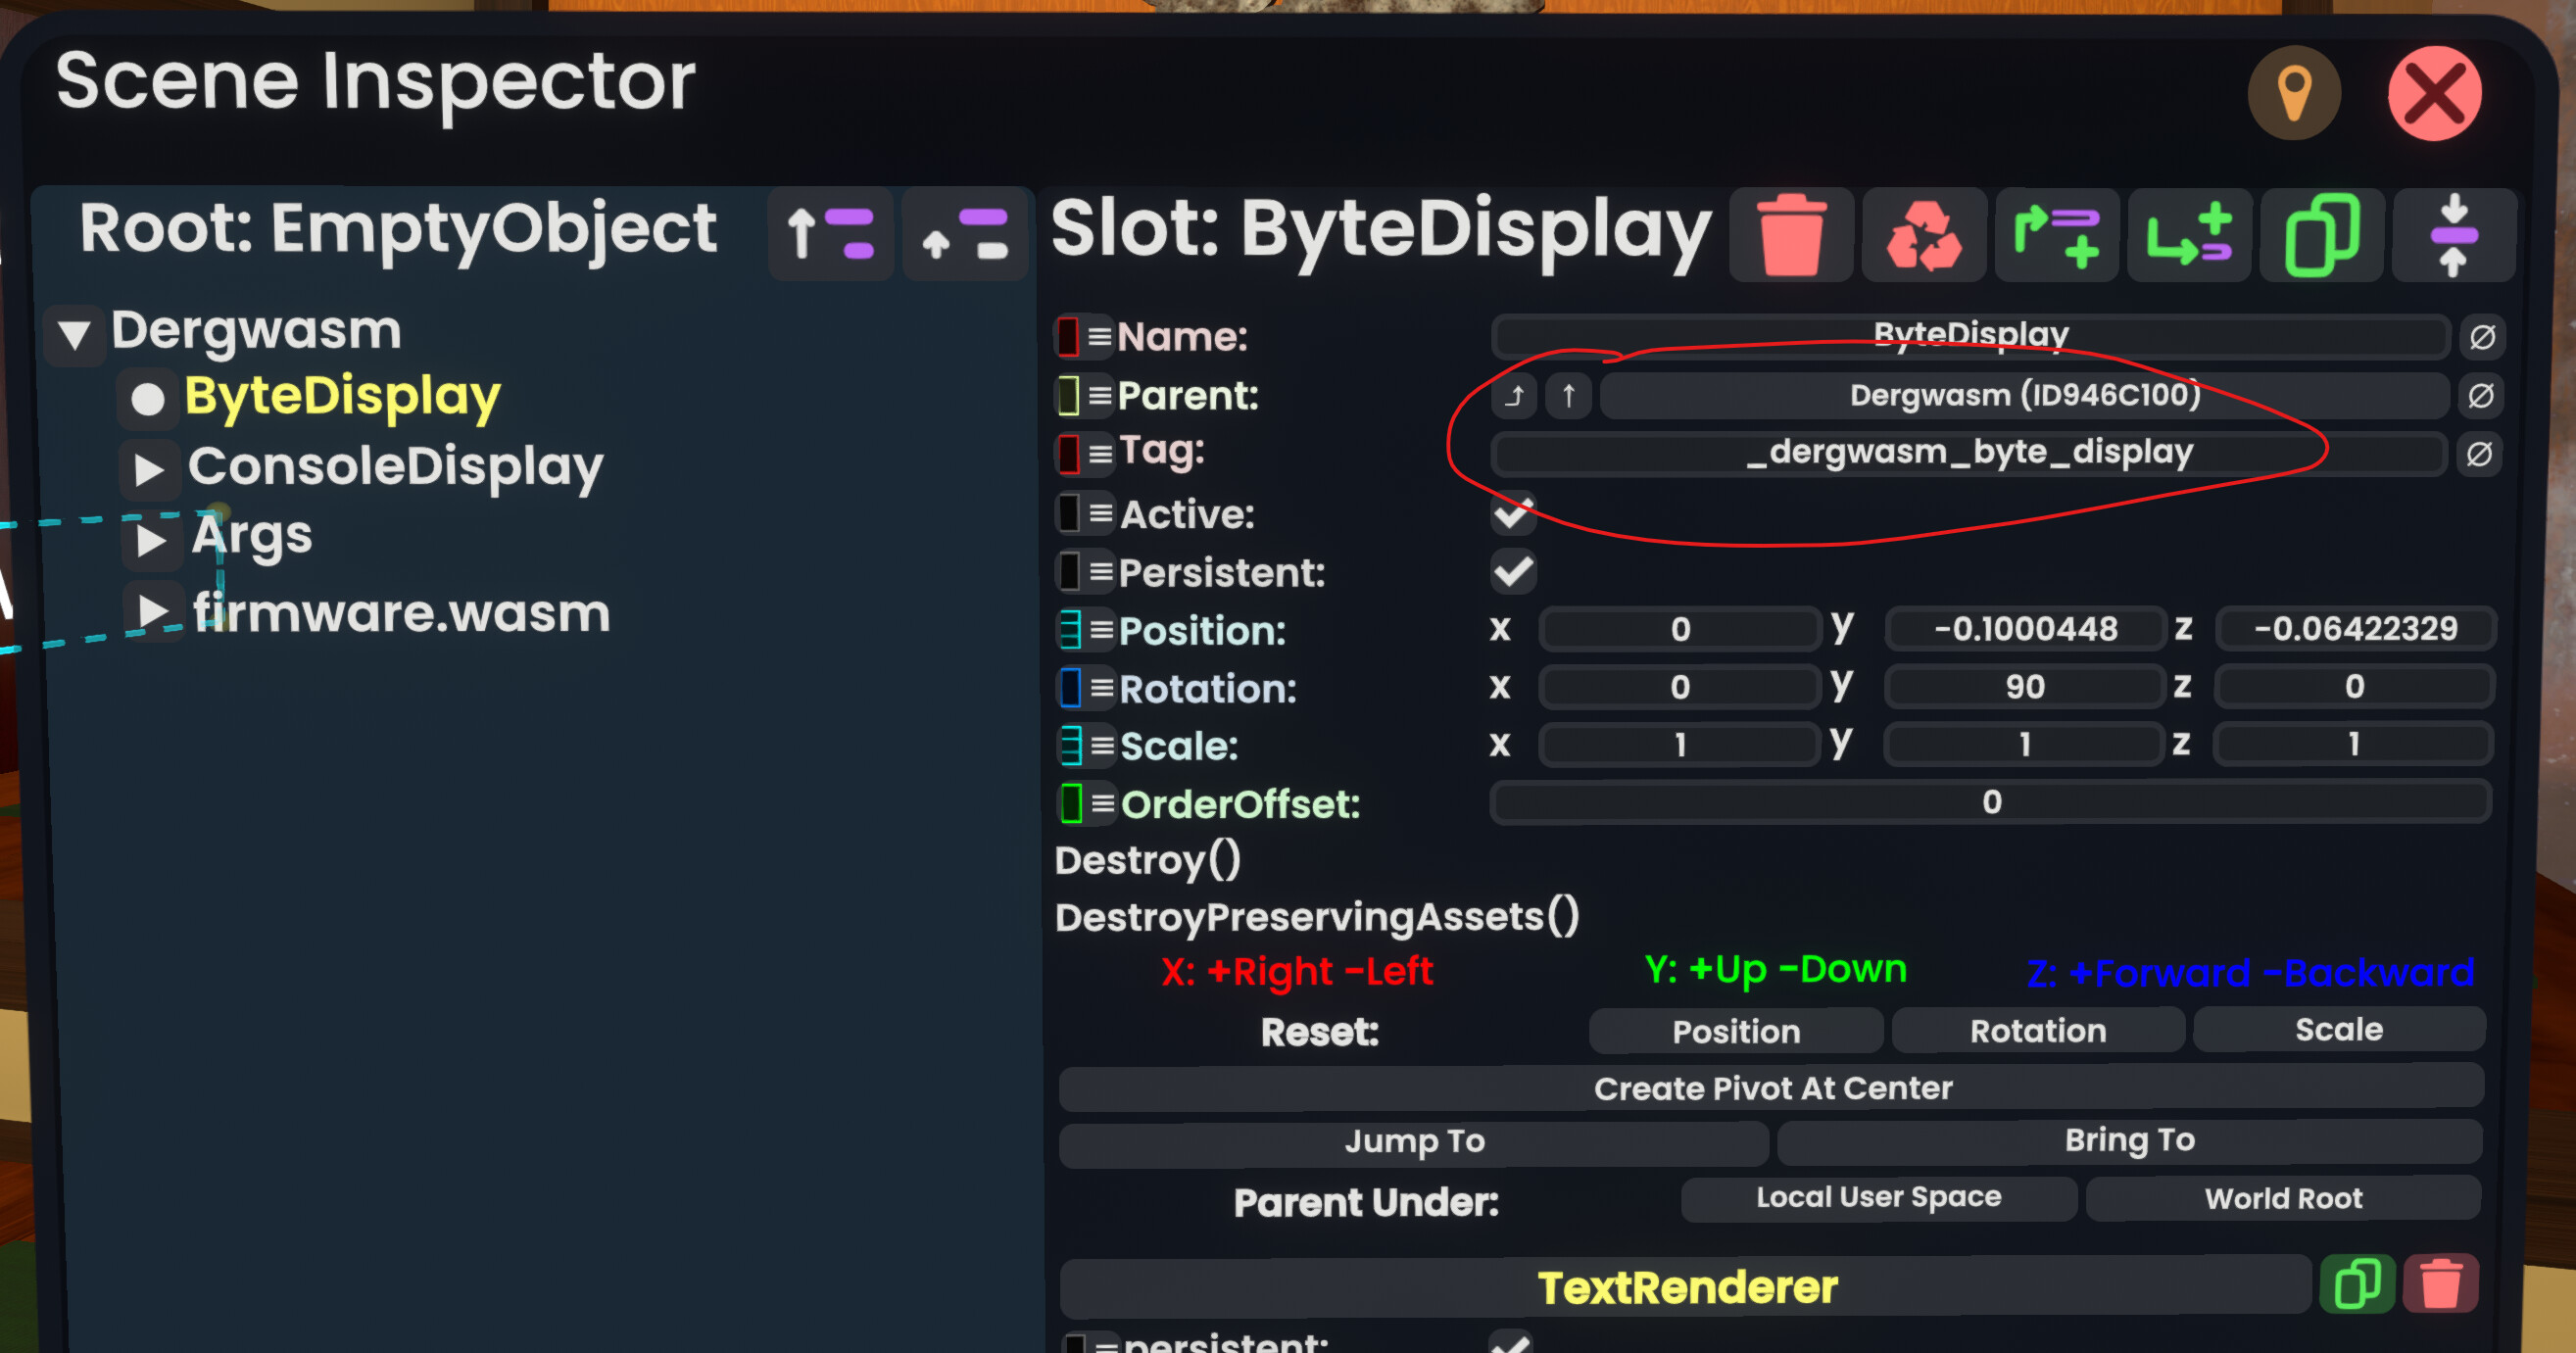 Scene Inspector
Root: EmptyObject
Dergwasm
ByteDisplay
ConsoleDisplay
Args
firmware.wasm
Slot: ByteDisplay
Name: ByteDisplay
Parent: Dergwasm (ID946C100)
Tag: _dergwasm_byte_display
Active:
Persistent:
Position: x 0 y -0.1000448 z -0.06422329
Rotation: x 0 y 90 z 0
Scale: x 1 y 1 z 1
OrderOffset: 0
Destroy()
DestroyPreservingAssets()
X: +Right -Left Y: +Up -Down Z: +Forward -Backward
Reset: Position Rotation Scale
Create Pivot At Center
Jump To Bring To
Parent Under: Local User Space World Root
TextRenderer
persistent: